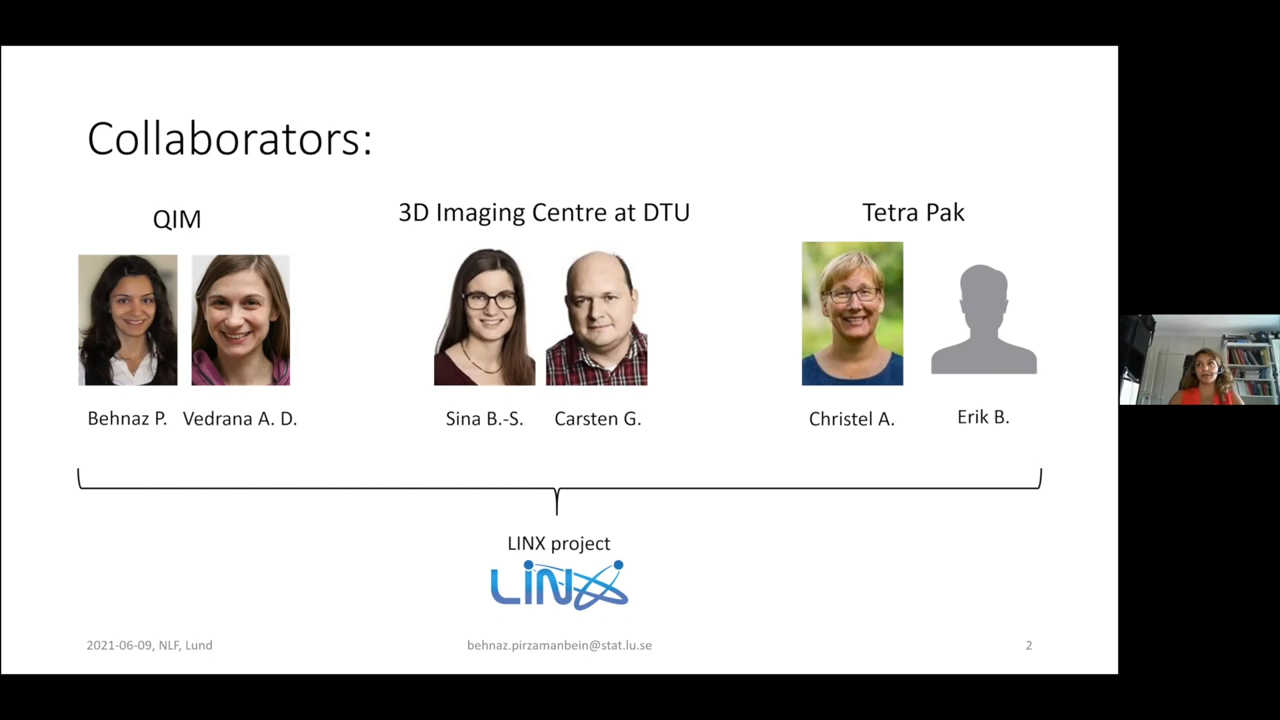 Collaborators:
QIM
3D Imaging Centre at DTU
Tetra Pak
Behnaz P.
Vedrana A. D.
Sina B.-S.
Carsten G.
Christel A.
Erik B.
LINX project
LINX
2021-06-09, NLF, Lund
behnaz.pirzamanbein@stat.lu.se
2